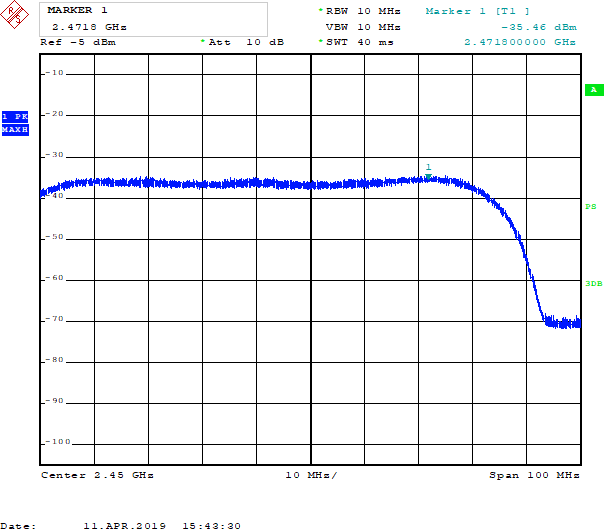 R S
MARKER 1
2.4718 GHz
*RBW 10 MHz Marker 1 [T1 ]
VBW 10 MHz -35.46 dBm
Ref -5 dBm *Att 10 dB *SWT 40 ms 2.471800000 GHz
-10
A
-20
1 PK
MAXH
-30
1
-40
PS
-50
-60
3DB
-70
-80
-90
-100
Center 2.45 GHz 10 MHz/ Span 100 MHz
Date: 11.APR.2019 15:43:30